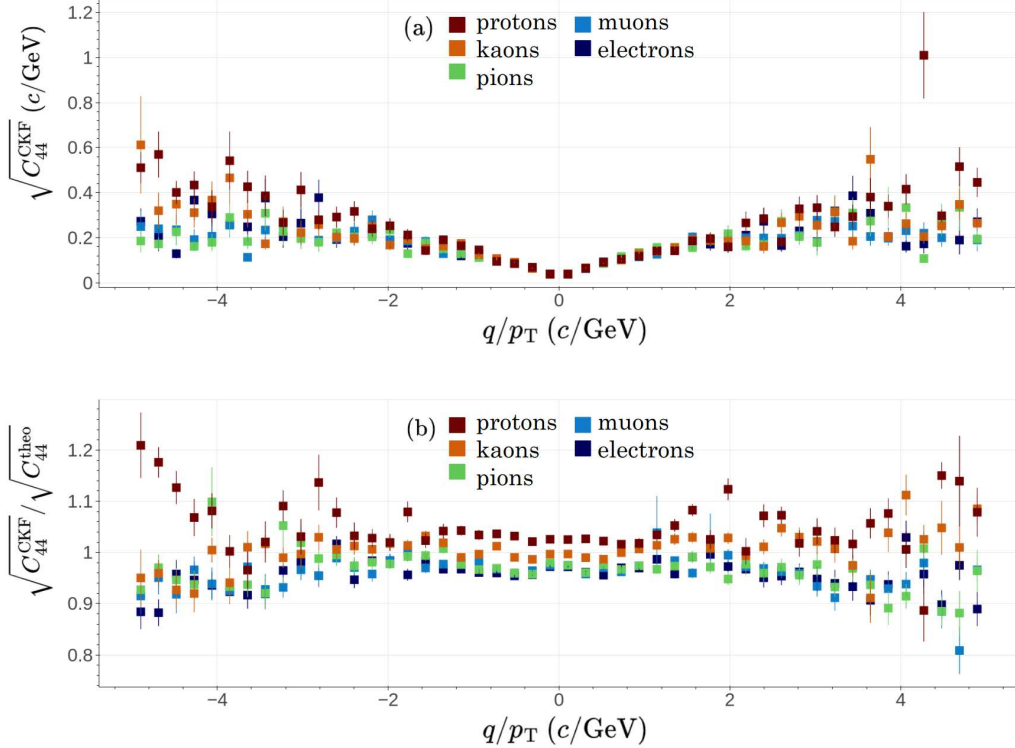 1.2
1
0.8
0.6
0.4
0.2
0
√C₄₄^CKF (c/GeV)
(a)
protons
kaons
pions
muons
electrons
−4
−2
0
2
4
q/p_T (c/GeV)
1.2
1.1
1
0.9
0.8
√C₄₄^CKF/√C₄₄^theo
(b)
protons
kaons
pions
muons
electrons
−4
−2
0
2
4
q/p_T (c/GeV)